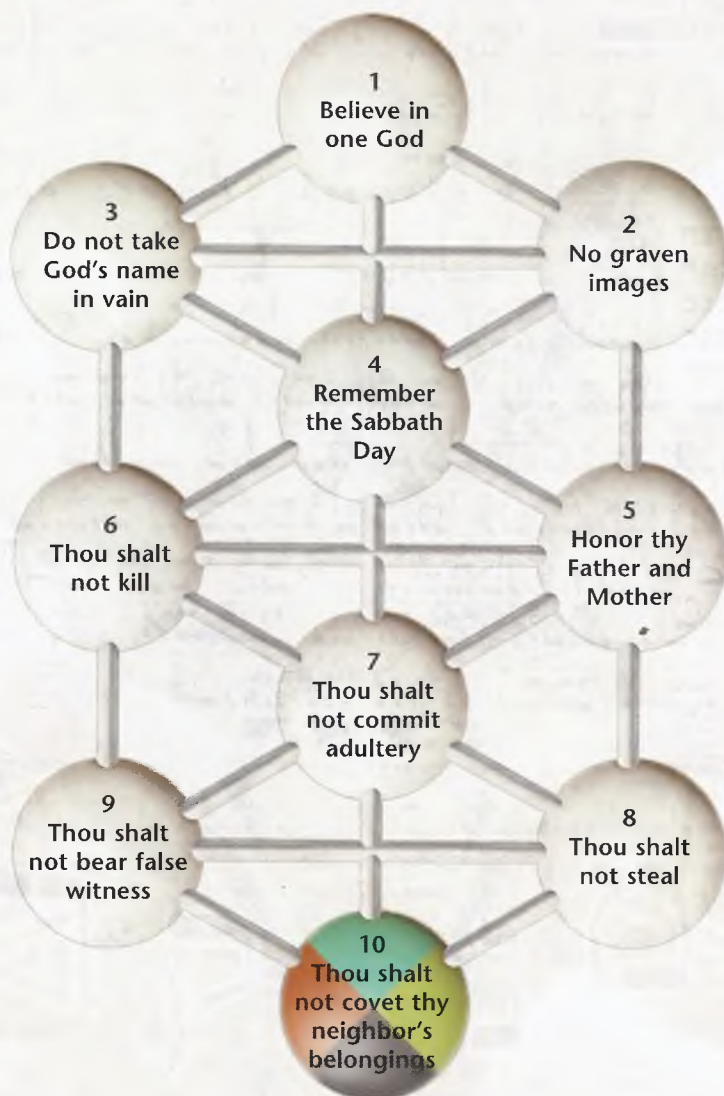 1
Believe in
one God
3
Do not take
God's name
in vain
2
No graven
images
4
Remember
the Sabbath
Day
6
Thou shalt
not kill
5
Honor thy
Father and
Mother
7
Thou shalt
not commit
adultery
9
Thou shalt
not bear false
witness
8
Thou shalt
not steal
10
Thou shalt
not covet thy
neighbor's
belongings